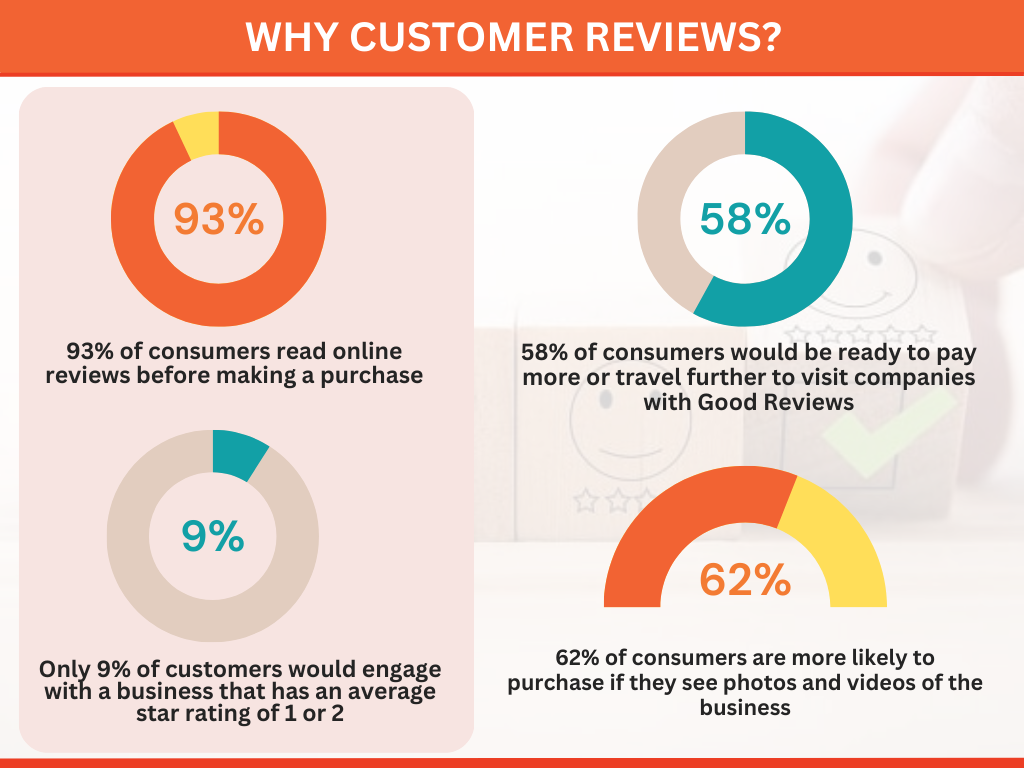 WHY CUSTOMER REVIEWS?
93%
93% of consumers read online
reviews before making a purchase
9%
Only 9% of customers would engage
with a business that has an average
star rating of 1 or 2
58%
58% of consumers would be ready to pay
more or travel further to visit companies
with Good Reviews
62%
62% of consumers are more likely to
purchase if they see photos and videos of the
business